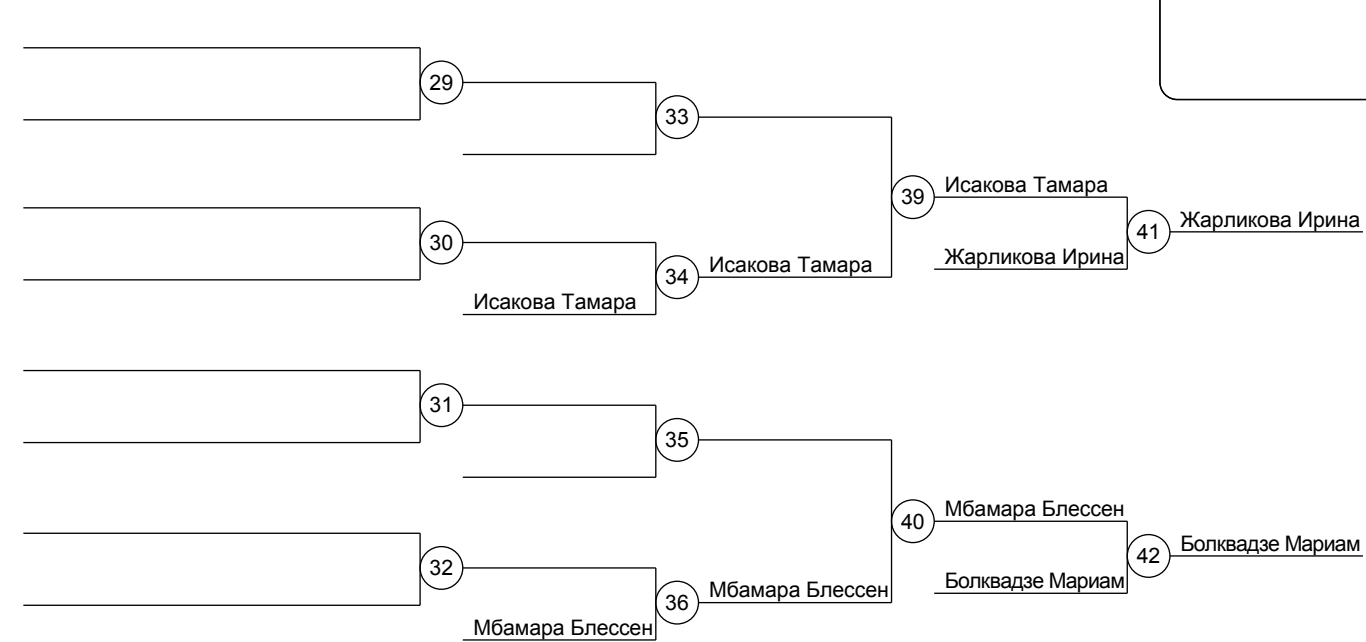 29
33
39
Исакова Тамара
41
Жарликова Ирина
30
34
Исакова Тамара
Жарликова Ирина
Исакова Тамара
31
35
40
Мбамара Блессен
42
Болквадзе Мариам
32
36
Мбамара Блессен
Болквадзе Мариам
Мбамара Блессен